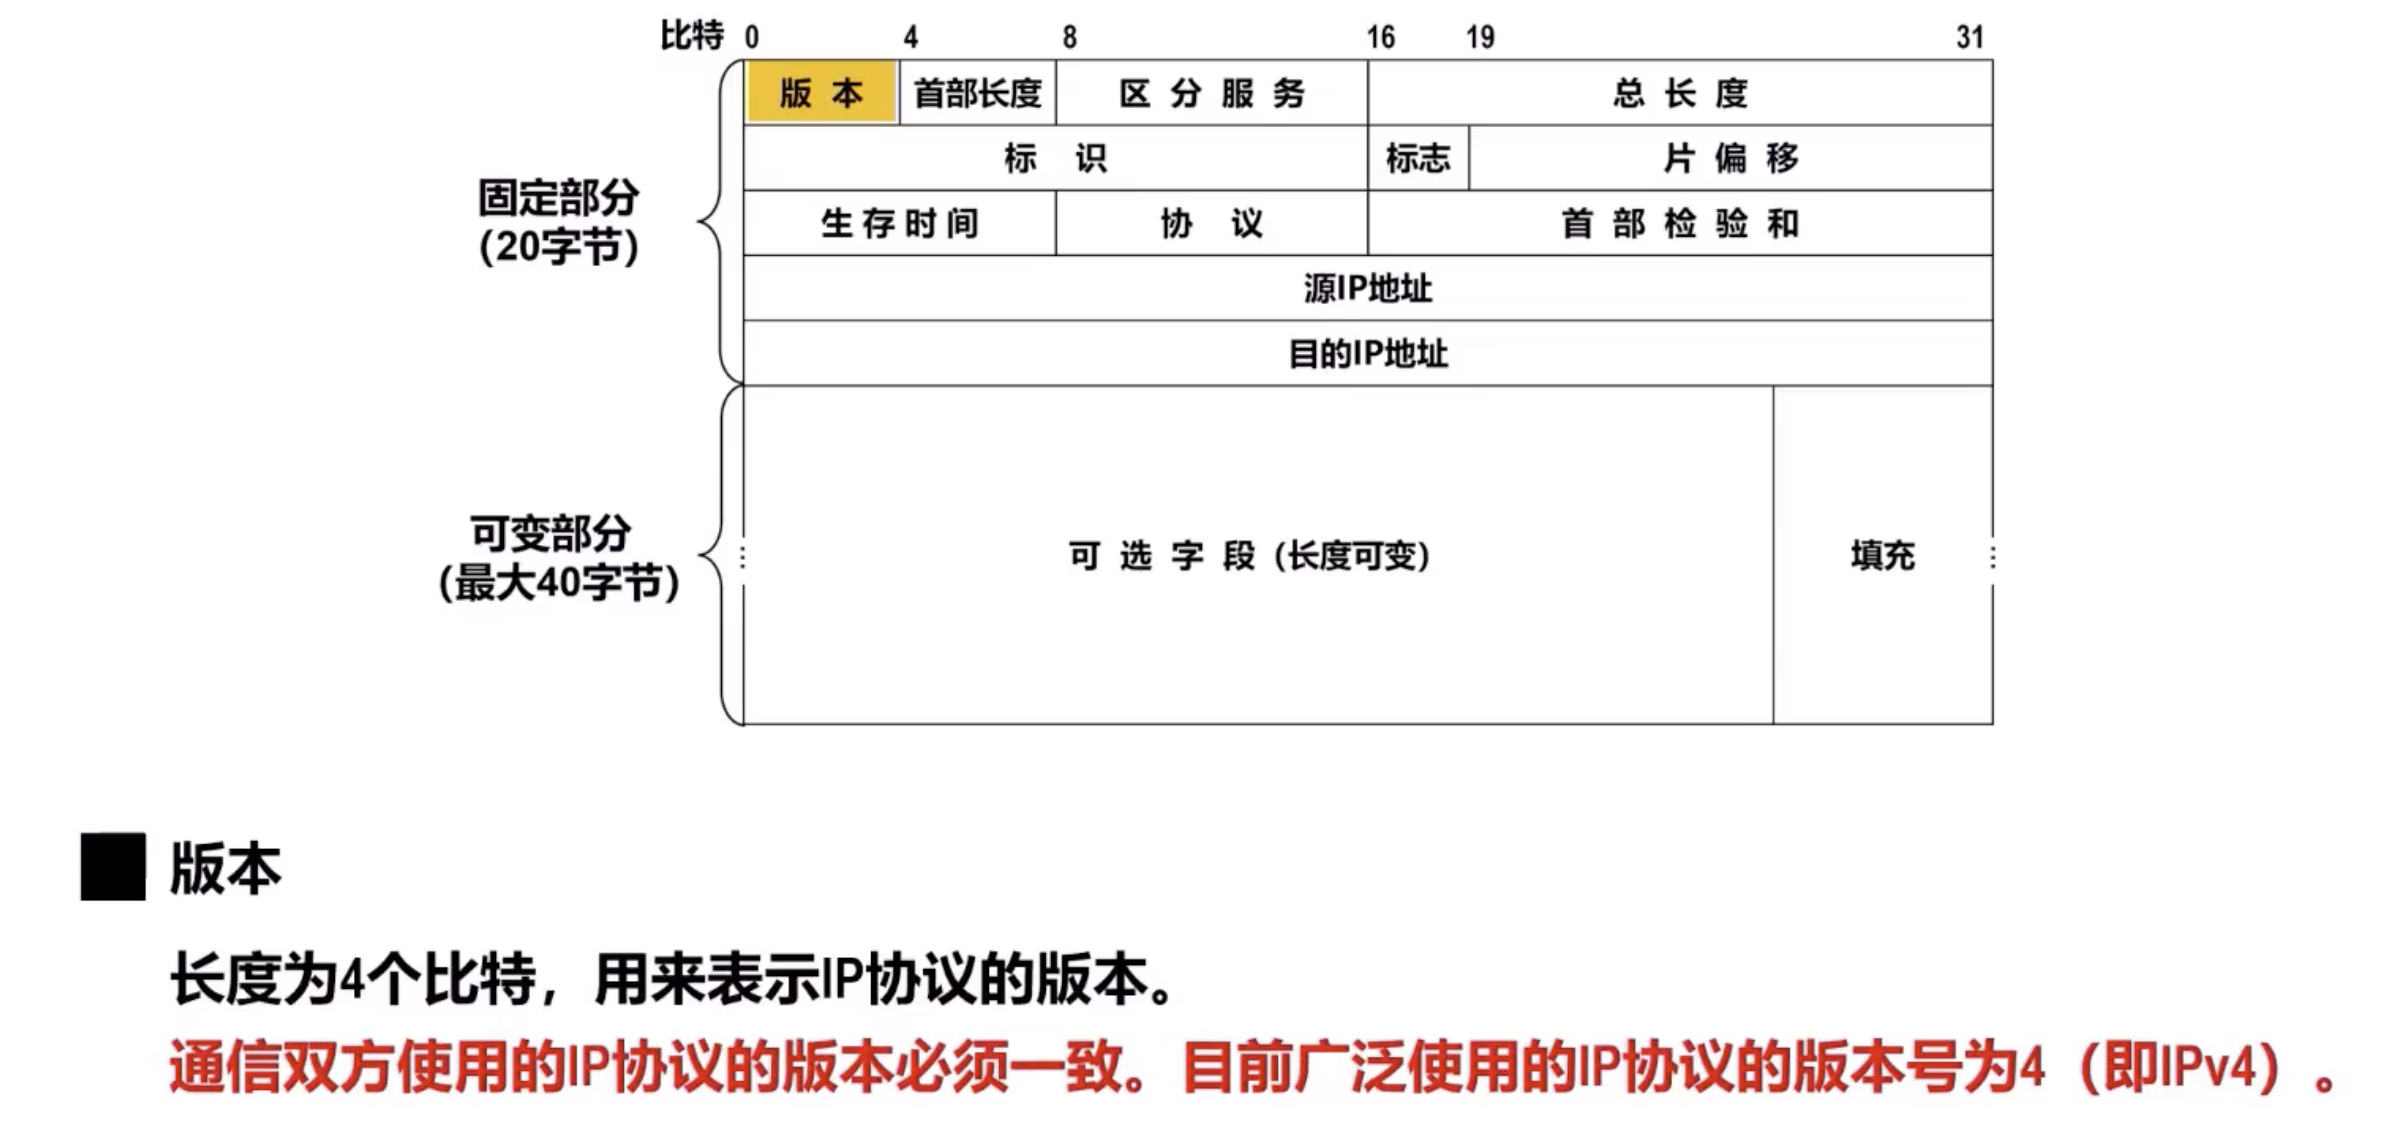 比特 0 4 8 16 19 31
版 本 首部长度 区 分 服 务 总 长 度
标 识 标志 片 偏 移
固定部分
(20字节)
生 存 时 间 协 议 首 部 检 验 和
源IP地址
目的IP地址
可变部分
(最大40字节)
可 选 字 段 (长度可变) 填充
版本
长度为4个比特，用来表示IP协议的版本。
通信双方使用的IP协议的版本必须一致。目前广泛使用的IP协议的版本号为4（即IPv4）。